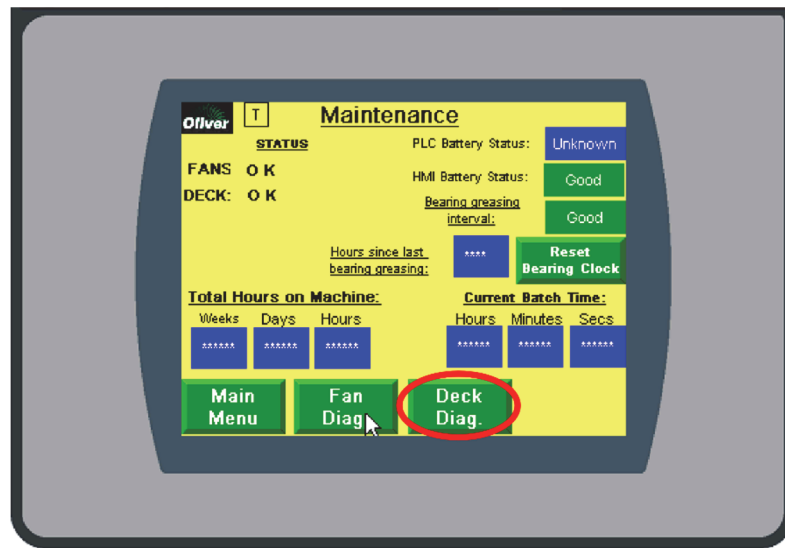 Oliver T Maintenance
STATUS PLC Battery Status: Unknown
FANS OK
HMI Battery Status: Good
DECK: OK
Bearing greasing
interval: Good
Hours since last
bearing greasing: **** Reset
Bearing Clock
Total Hours on Machine: Current Batch Time:
Weeks Days Hours Hours Minutes Secs
****** ****** ****** ****** ****** ******
Main
Menu
Fan
Diag.
Deck
Diag.